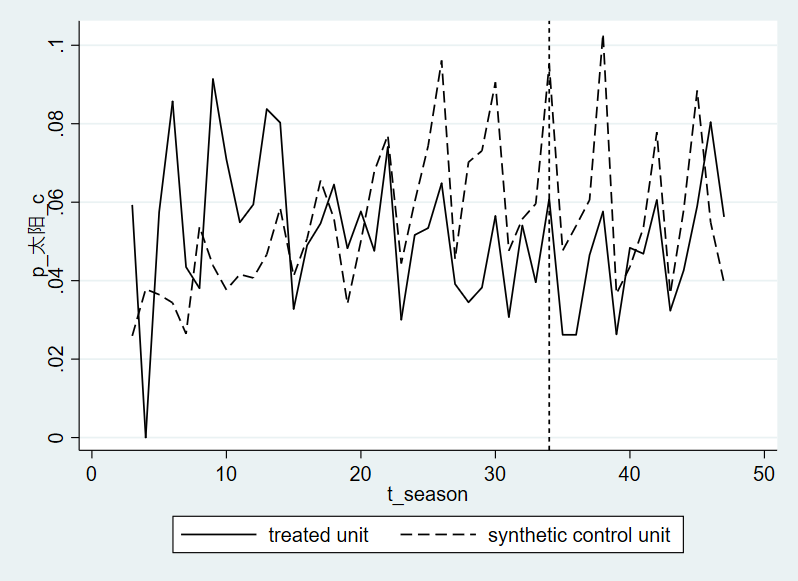 .1
.08
.06
.04
.02
0
p_太阳_c
0 10 20 30 40 50
t_season
treated unit synthetic control unit